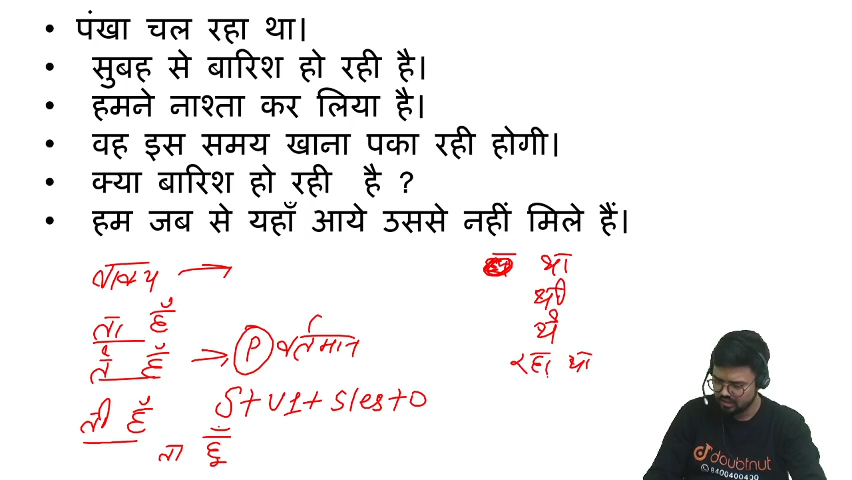 • पंखा चल रहा था।
• सुबह से बारिश हो रही है।
• हमने नाश्ता कर लिया है।
• वह इस समय खाना पका रही होगी।
• क्या बारिश हो रही है ?
• हम जब से यहाँ आये उससे नहीं मिले हैं।
वाक्य →
ता हैं
ते हैं → P वर्तमान
S+V1+s/es+O
ती हैं
ता हूँ
था
थी
थे
रहा था
doubtnut
8400400400